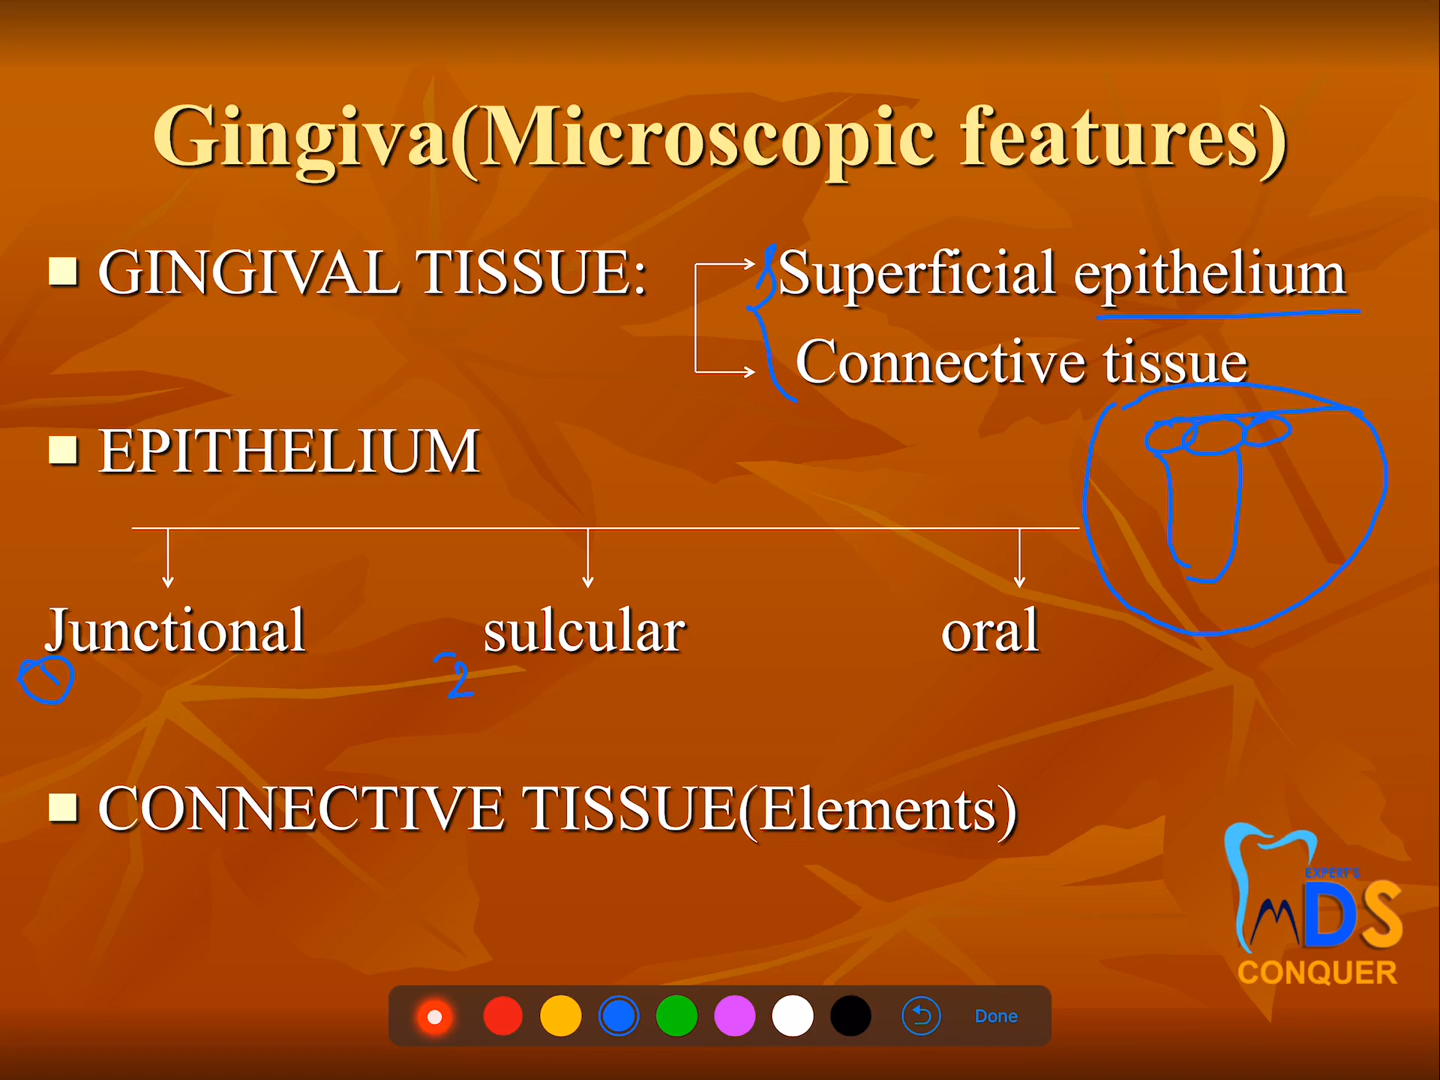 Gingiva(Microscopic features)
GINGIVAL TISSUE:
Superficial epithelium
Connective tissue
EPITHELIUM
Junctional sulcular oral
1 2
CONNECTIVE TISSUE(Elements)
EXPERT'S
MDS
CONQUER
Done